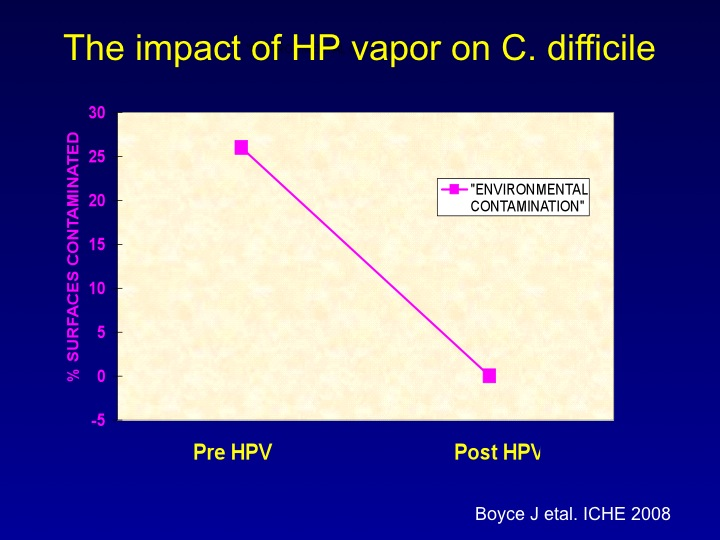 The impact of HP vapor on C. difficile
% SURFACES CONTAMINATED
30
25
20
15
10
5
0
-5
"ENVIRONMENTAL
CONTAMINATION"
Pre HPV
Post HPV
Boyce J etal. ICHE 2008